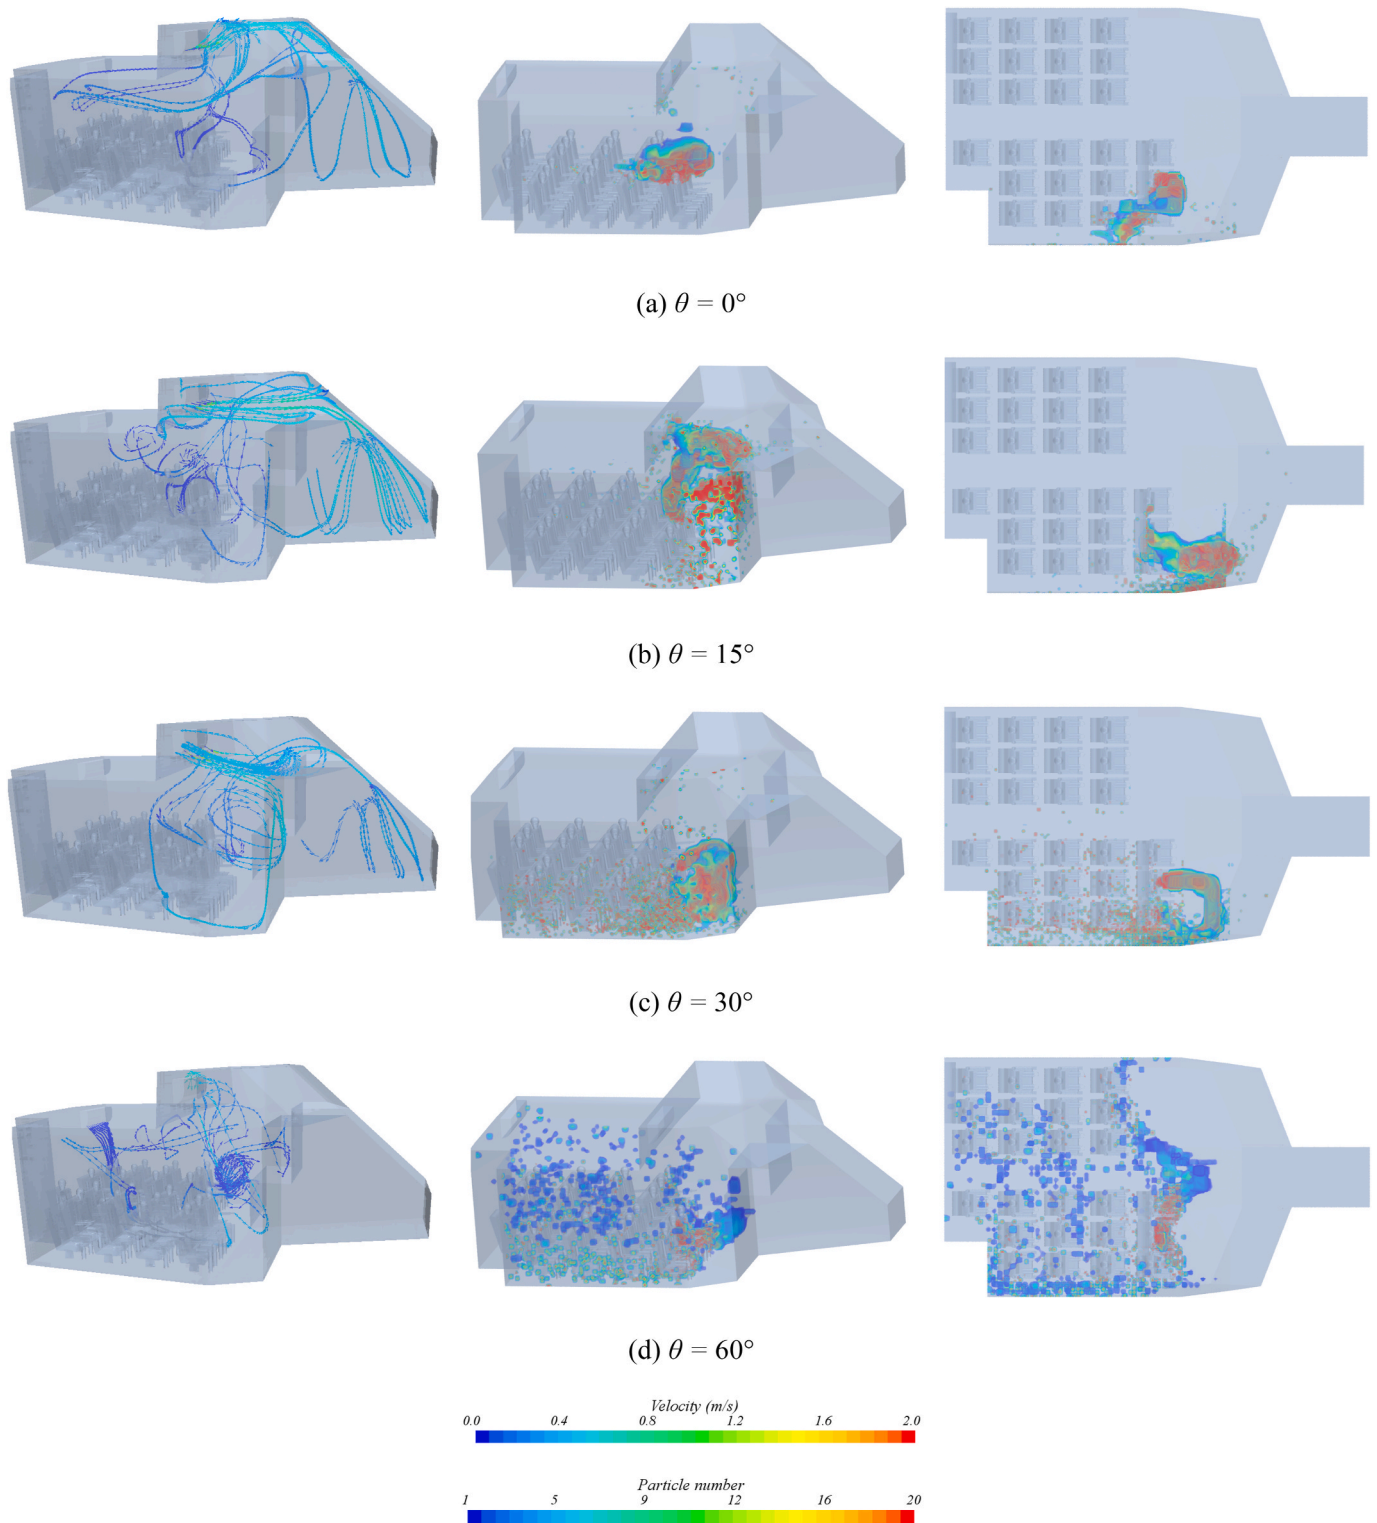 (a) θ = 0°
(b) θ = 15°
(c) θ = 30°
(d) θ = 60°
Velocity (m/s)
0.0 0.4 0.8 1.2 1.6 2.0
Particle number
1 5 9 12 16 20